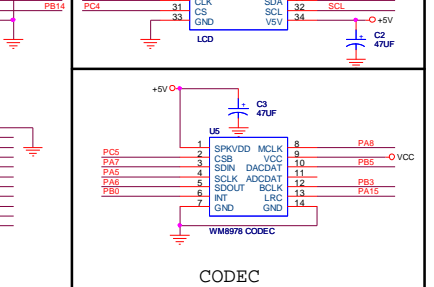 CLK SDA
PB14 PC4 31 CS SCL 32 SCL
33 GND V5V 34 +5V
LCD
C2
47UF
+5V
C3
47UF
U5
1 SPKVDD MCLK 8 PA8
PC5 2 CSB VCC 9 VCC
PA7 3 SDIN DACDAT 10 PB5
PA5 4 SCLK ADCDAT 11
PA6 5 SDOUT BCLK 12 PB3
PB0 6 INT LRC 13 PA15
7 GND GND 14
WM8978 CODEC
CODEC